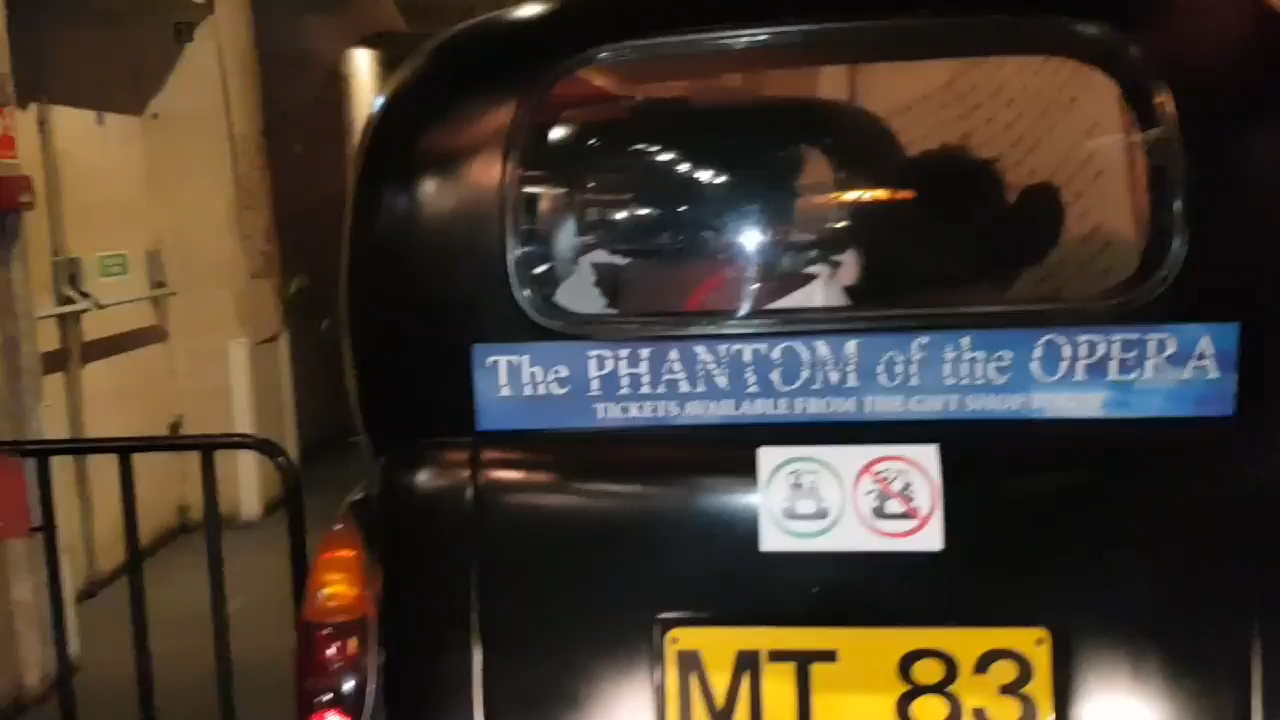 The PHANTOM of the OPERA
TICKETS AVAILABLE FROM THE GIFT SHOP
MT 83